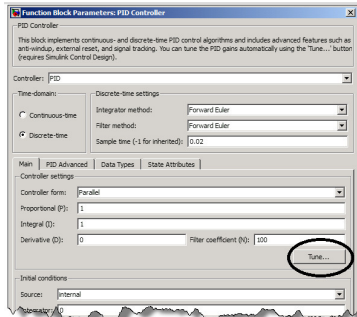 Function Block Parameters: PID Controller
PID Controller
This block implements continuous- and discrete-time PID control algorithms and includes advanced features such as
anti-windup, external reset, and signal tracking. You can tune the PID gains automatically using the 'Tune...' button
(requires Simulink Control Design).
Controller: PID
Time-domain:
Continuous-time
Discrete-time
Discrete-time settings
Integrator method: Forward Euler
Filter method: Forward Euler
Sample time (-1 for inherited): 0.02
Main PID Advanced Data Types State Attributes
Controller settings
Controller form: Parallel
Proportional (P): 1
Integral (I): 1
Derivative (D): 0 Filter coefficient (N): 100
Tune...
Initial conditions
Source: internal
Integrator: 0